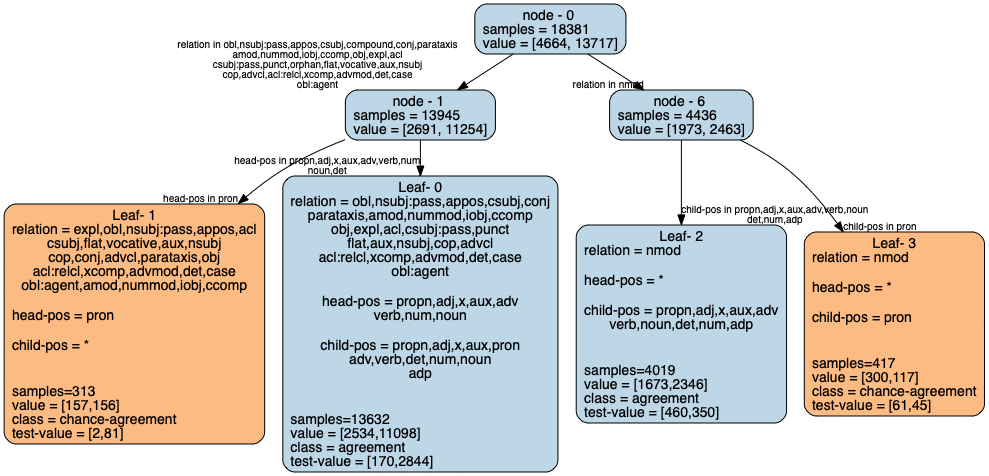 node - 0
samples = 18381
value = [4664, 13717]
relation in obl,nsubj:pass,appos,csubj,compound,conj,parataxis
amod,nummod,iobj,ccomp,obj,expl,acl
csubj:pass,punct,orphan,flat,vocative,aux,nsubj
cop,advcl,acl:relcl,xcomp,advmod,det,case
obl:agent
relation in nmod
node - 1
samples = 13945
value = [2691, 11254]
node - 6
samples = 4436
value = [1973, 2463]
head-pos in propn,adj,x,aux,adv,verb,num
noun,det
head-pos in pron
child-pos in propn,adj,x,aux,adv,verb,noun
det,num,adp
child-pos in pron
Leaf- 1
relation = expl,obl,nsubj:pass,appos,acl
csubj,flat,vocative,aux,nsubj
cop,conj,advcl,parataxis,obj
acl:relcl,xcomp,advmod,det,case
obl:agent,amod,nummod,iobj,ccomp
head-pos = pron
child-pos = *
samples=313
value = [157,156]
class = chance-agreement
test-value = [2,81]
Leaf- 0
relation = obl,nsubj:pass,appos,csubj,conj
parataxis,amod,nummod,iobj,ccomp
obj,expl,acl,csubj:pass,punct
flat,aux,nsubj,cop,advcl
acl:relcl,xcomp,advmod,det,case
obl:agent
head-pos = propn,adj,x,aux,adv
verb,num,noun
child-pos = propn,adj,x,aux,pron
adv,verb,det,num,noun
adp
samples=13632
value = [2534,11098]
class = agreement
test-value = [170,2844]
Leaf- 2
relation = nmod
head-pos = *
child-pos = propn,adj,x,aux,adv
verb,noun,det,num,adp
samples=4019
value = [1673,2346]
class = agreement
test-value = [460,350]
Leaf- 3
relation = nmod
head-pos = *
child-pos = pron
samples=417
value = [300,117]
class = chance-agreement
test-value = [61,45]